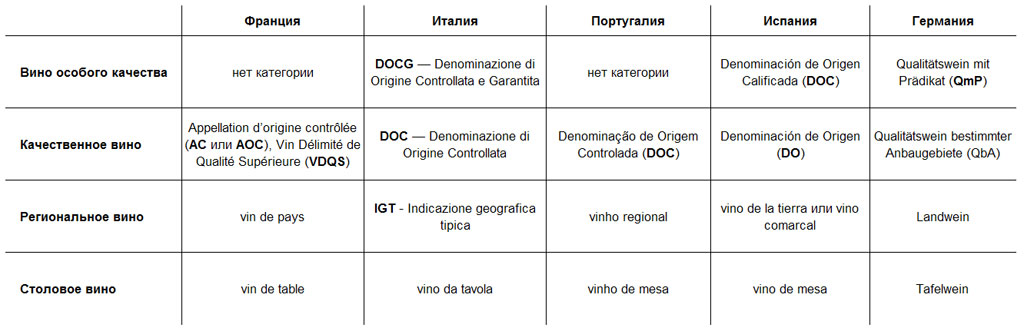 Франция Италия Португалия Испания Германия
Вино особого качества
нет категории
DOCG — Denominazione di
Origine Controllata e Garantita
нет категории
Denominación de Origen
Calificada (DOC)
Qualitätswein mit
Prädikat (QmP)
Качественное вино
Appellation d'origine contrôlée
(AC или AOC), Vin Délimité de
Qualité Supérieure (VDQS)
DOC — Denominazione di
Origine Controllata
Denominação de Origem
Controlada (DOC)
Denominación de Origen
(DO)
Qualitätswein bestimmter
Anbaugebiete (QbA)
Региональное вино
vin de pays
IGT - Indicazione geografica
tipica
vinho regional
vino de la tierra или vino
comarcal
Landwein
Столовое вино
vin de table
vino da tavola
vinho de mesa
vino de mesa
Tafelwein